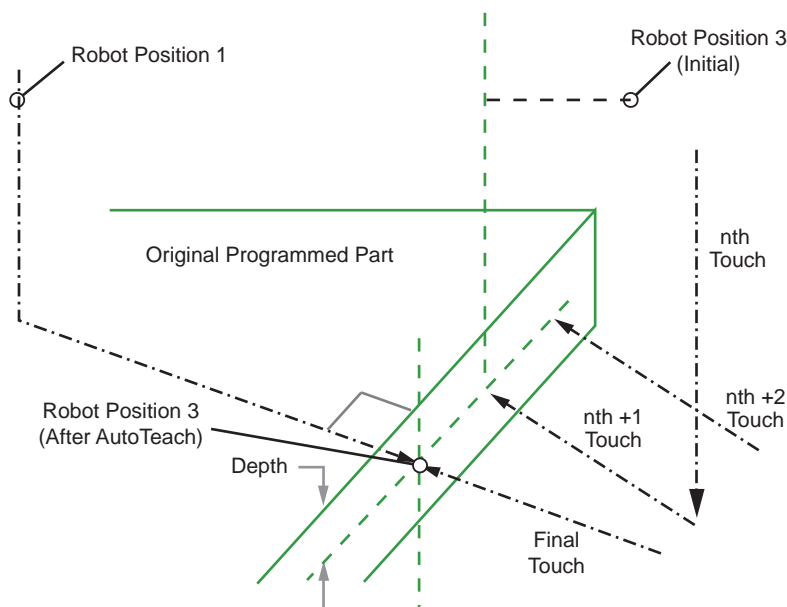 Robot Position 1
Robot Position 3
(Initial)
Original Programmed Part
nth
Touch
nth +2
Touch
nth +1
Touch
Robot Position 3
(After AutoTeach)
Depth
Final
Touch